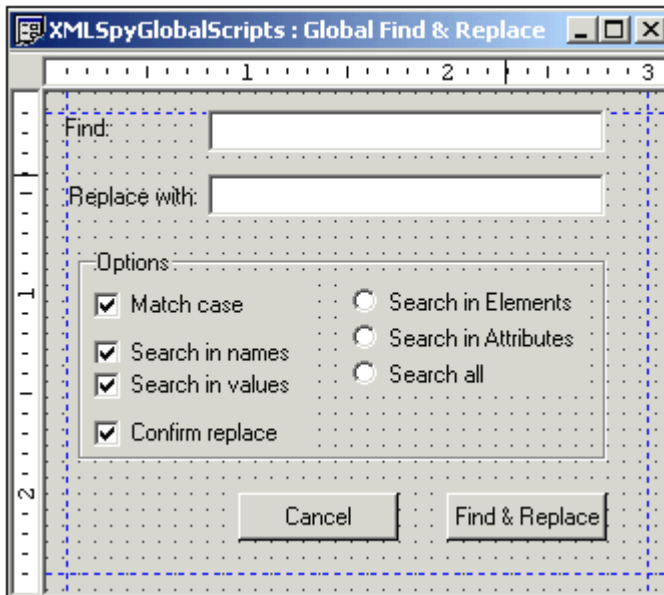 XMLSpyGlobalScripts : Global Find & Replace
1 2 3
Find:
Replace with:
Options
Match case
Search in Elements
Search in names
Search in Attributes
Search in values
Search all
Confirm replace
Cancel
Find & Replace
1
2